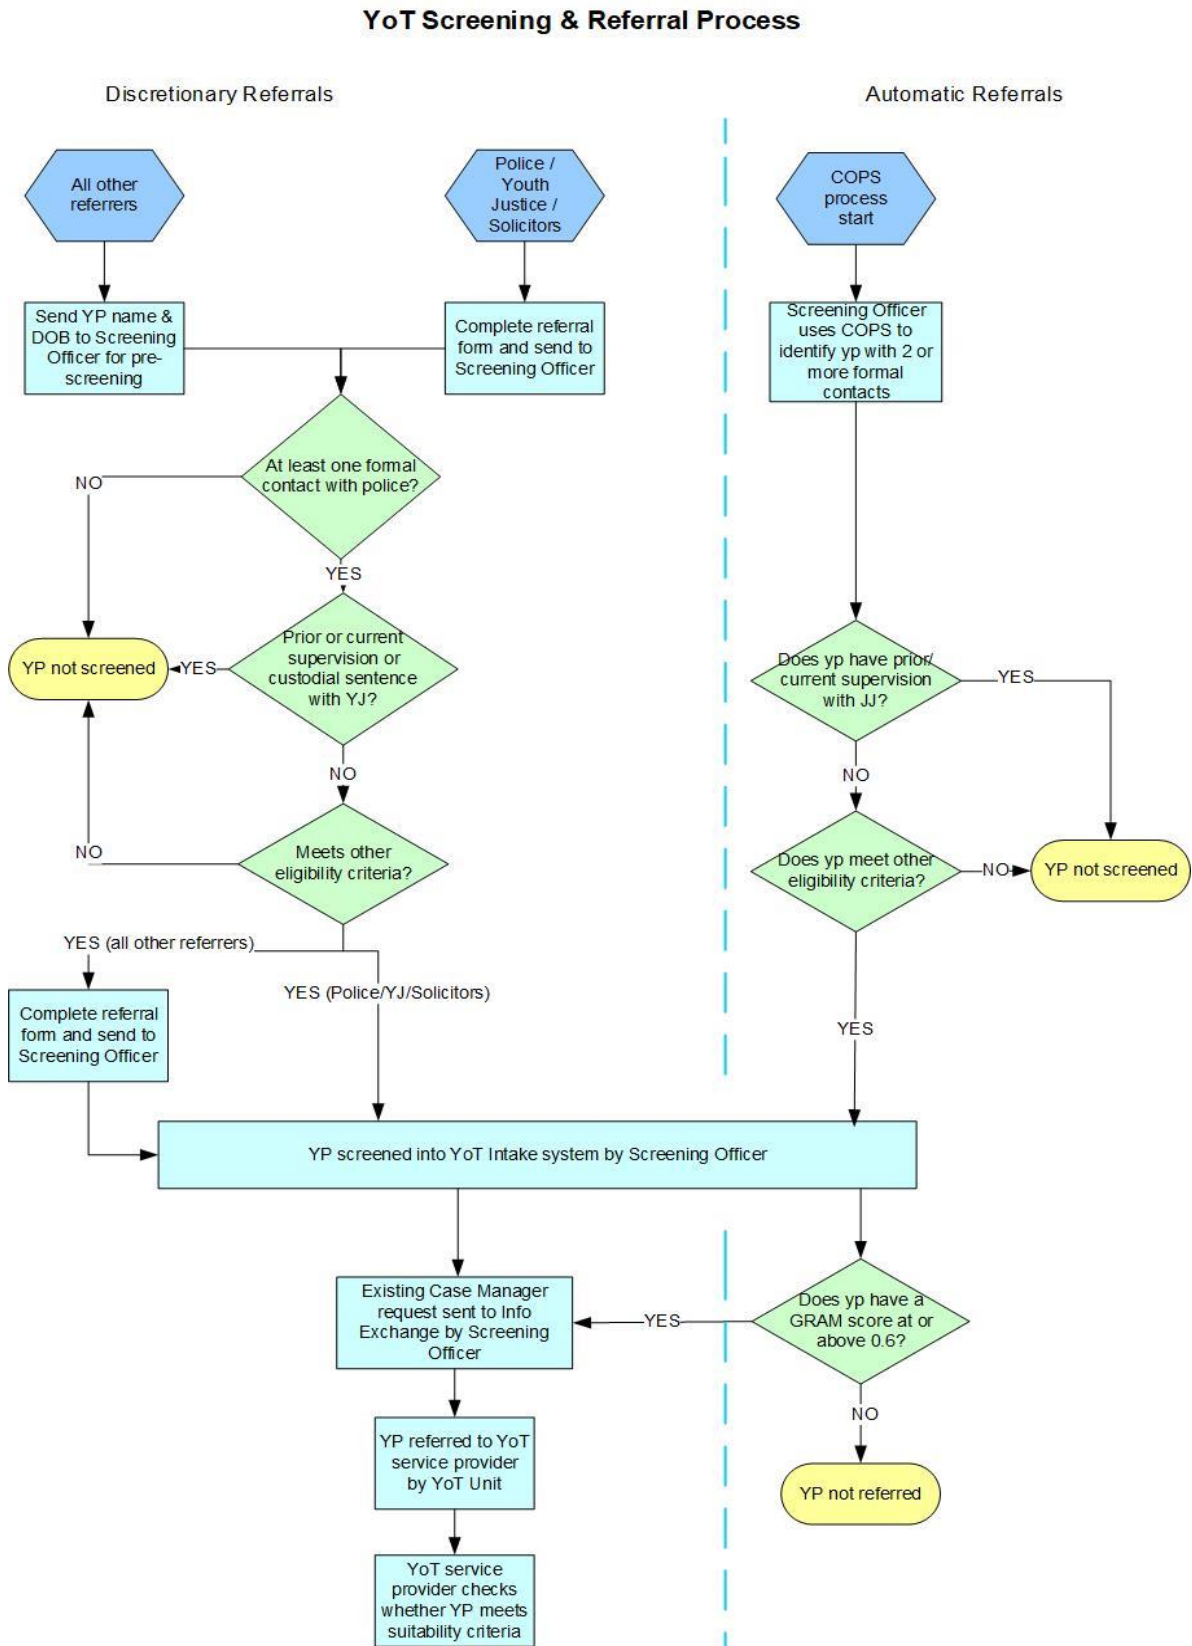 YoT Screening & Referral Process
Discretionary Referrals
Automatic Referrals
All other
referrers
Police /
Youth
Justice /
Solicitors
COPS
process
start
Send YP name &
DOB to Screening
Officer for pre-
screening
Complete referral
form and send to
Screening Officer
Screening Officer
uses COPS to
identify yp with 2 or
more formal
contacts
At least one formal
contact with police?
NO
YES
YP not screened
YES
Prior or current
supervision or
custodial sentence
with YJ?
Does yp have prior/
current supervision
with JJ?
YES
NO
NO
NO
Meets other
eligibility criteria?
Does yp meet other
eligibility criteria?
NO
YP not screened
YES (all other referrers)
YES (Police/YJ/Solicitors)
Complete referral
form and send to
Screening Officer
YES
YP screened into YoT Intake system by Screening Officer
Existing Case Manager
request sent to Info
Exchange by Screening
Officer
YES
Does yp have a
GRAM score at or
above 0.6?
NO
YP referred to YoT
service provider
by YoT Unit
YP not referred
YoT service
provider checks
whether YP meets
suitability criteria